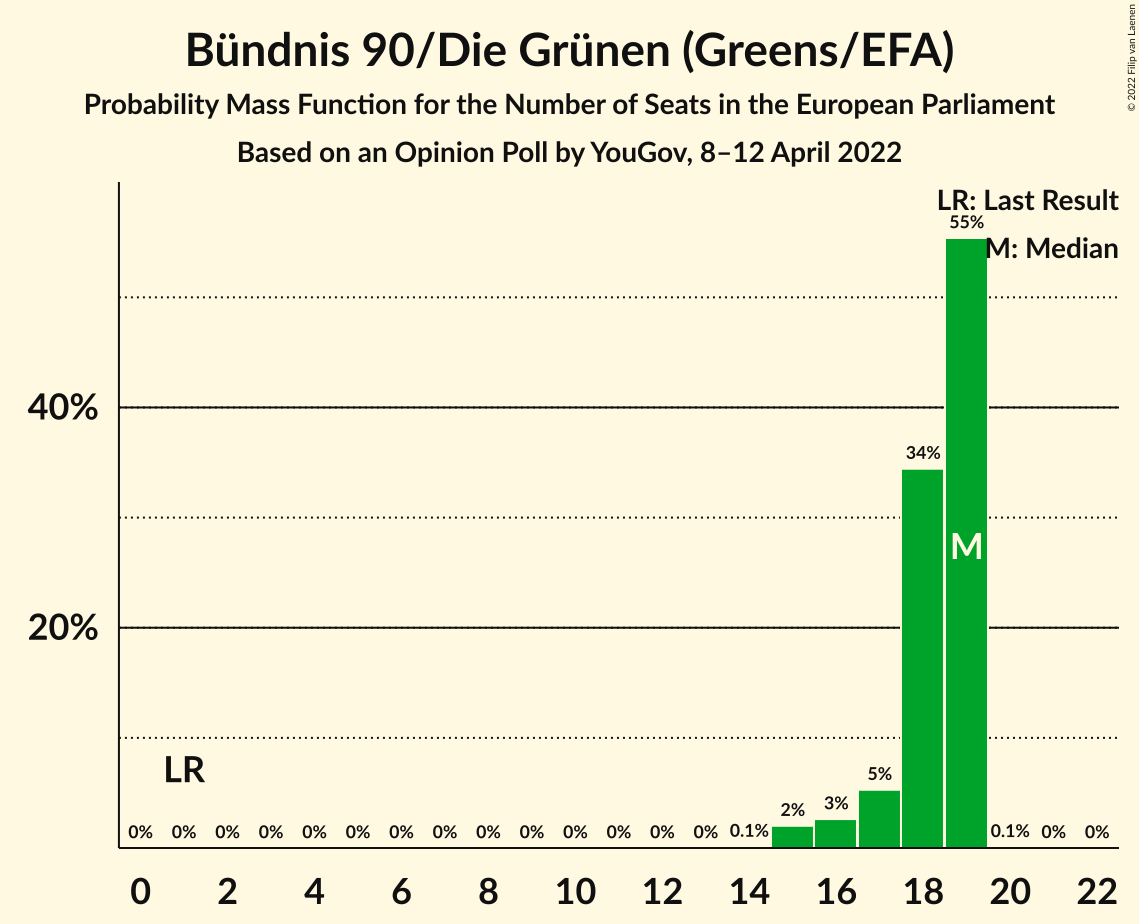 Bündnis 90/Die Grünen (Greens/EFA)
Probability Mass Function for the Number of Seats in the European Parliament
Based on an Opinion Poll by YouGov, 8–12 April 2022
© 2022 Filip van Laenen
LR: Last Result
55%
M: Median
40%
34%
M
20%
LR
5%
3%
2%
0% 0% 0% 0% 0% 0% 0% 0% 0% 0% 0% 0% 0% 0% 0.1% 0.1% 0% 0%
0 2 4 6 8 10 12 14 16 18 20 22